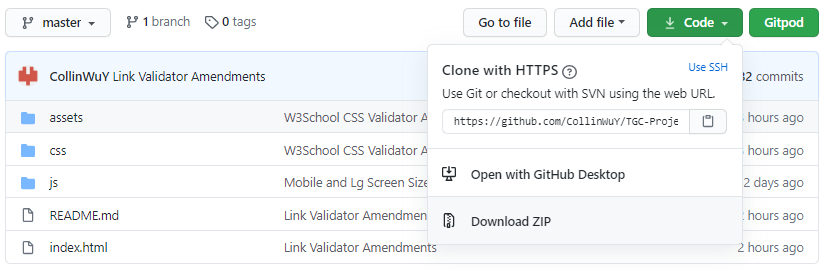 master 1 branch 0 tags Go to file Add file Code Gitpod
CollinWuY Link Validator Amendments 32 commits
Clone with HTTPS Use SSH
Use Git or checkout with SVN using the web URL.
https://github.com/CollinWuY/TGC-Proje
Open with GitHub Desktop
Download ZIP
assets W3School CSS Validator A hours ago
css W3School CSS Validator A hours ago
js Mobile and Lg Screen Size 2 days ago
README.md Link Validator Amendments 2 hours ago
index.html Link Validator Amendments 2 hours ago